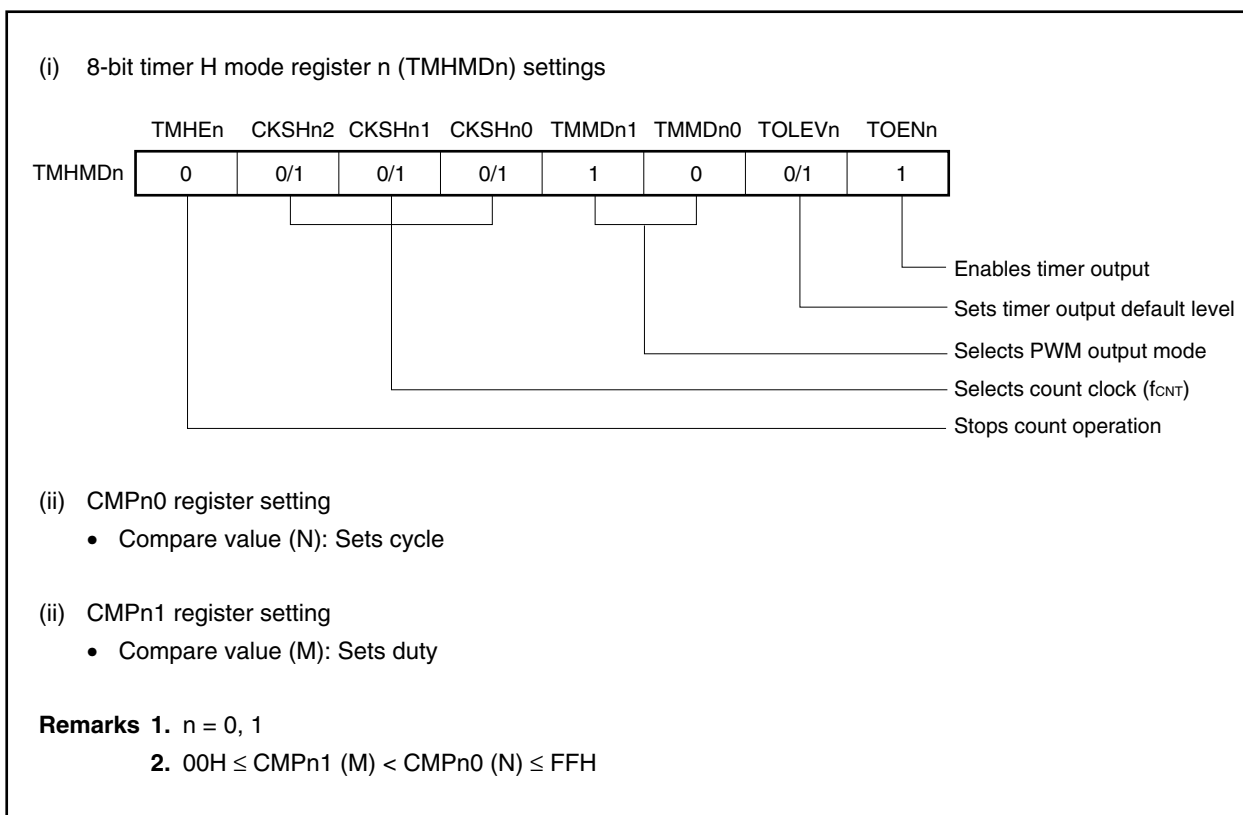 (i) 8-bit timer H mode register n (TMHMDn) settings
TMHEn CKSHn2 CKSHn1 CKSHn0 TMMDn1 TMMDn0 TOLEVn TOENn
TMHMDn 0 0/1 0/1 0/1 1 0 0/1 1
Enables timer output
Sets timer output default level
Selects PWM output mode
Selects count clock (fCNT)
Stops count operation
(ii) CMPn0 register setting
• Compare value (N): Sets cycle
(ii) CMPn1 register setting
• Compare value (M): Sets duty
Remarks 1. n = 0, 1
2. 00H ≤ CMPn1 (M) < CMPn0 (N) ≤ FFH